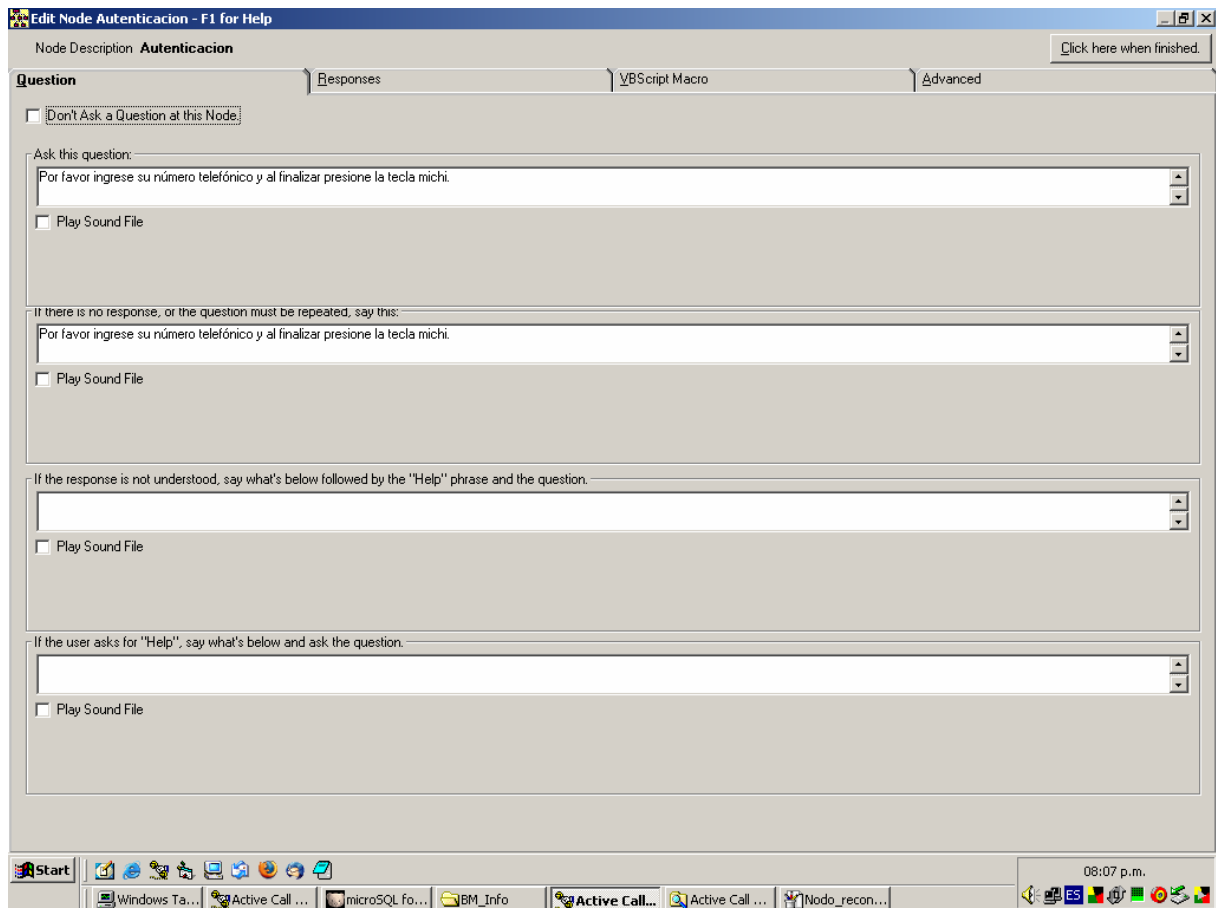 Edit Node Autenticacion - F1 for Help
Node Description Autenticacion
Click here when finished.
Question
Responses
VBScript Macro
Advanced
Don't Ask a Question at this Node.
Ask this question:
Por favor ingrese su número telefónico y al finalizar presione la tecla michi.
Play Sound File
If there is no response, or the question must be repeated, say this:
Por favor ingrese su número telefónico y al finalizar presione la tecla michi.
Play Sound File
If the response is not understood, say what's below followed by the "Help" phrase and the question.
Play Sound File
If the user asks for "Help", say what's below and ask the question.
Play Sound File
Start
08:07 p.m.
Windows Ta...
Active Call ...
microSQL fo...
BM_Info
Active Call...
Active Call ...
Nodo_recon...
ES